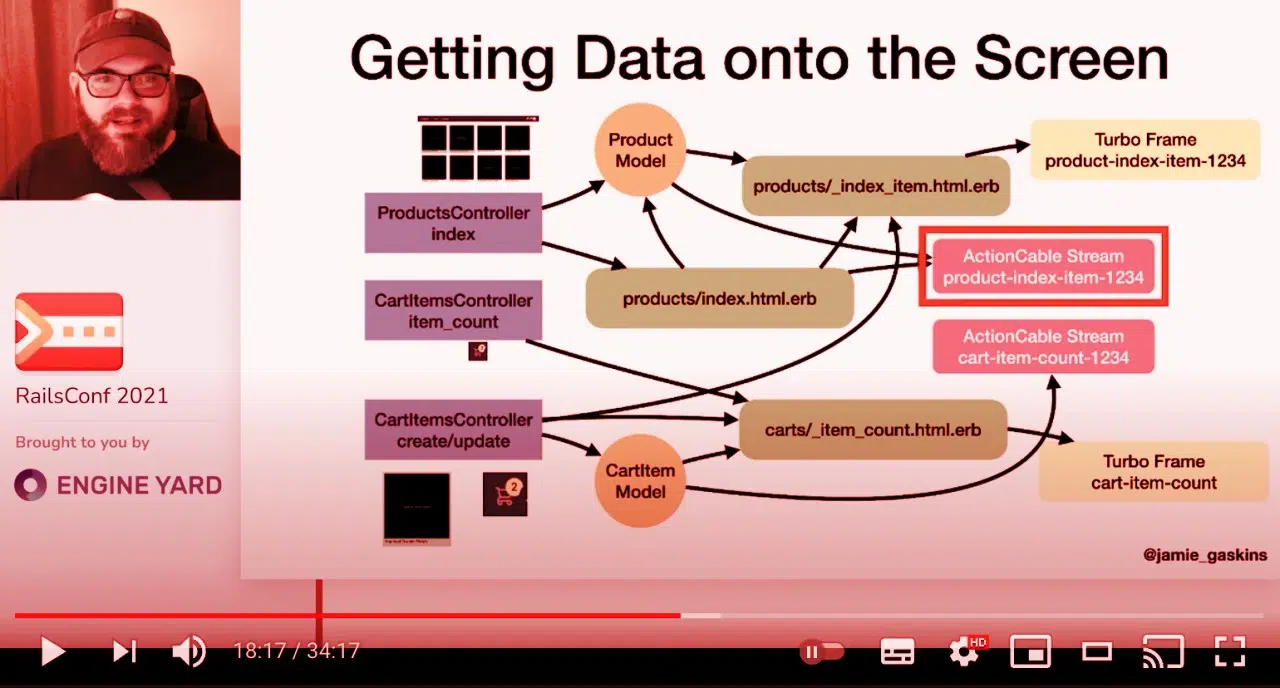 Getting Data onto the Screen
Product
Model
Turbo Frame
product-index-item-1234
products/_index_item.html.erb
ProductsController
index
ActionCable Stream
product-index-item-1234
products/index.html.erb
CartItemsController
item_count
ActionCable Stream
cart-item-count-1234
CartItemsController
create/update
carts/_item_count.html.erb
CartItem
Model
Turbo Frame
cart-item-count
2
@jamie_gaskins
RailsConf 2021
Brought to you by
ENGINE YARD
18:17 / 34:17
HD